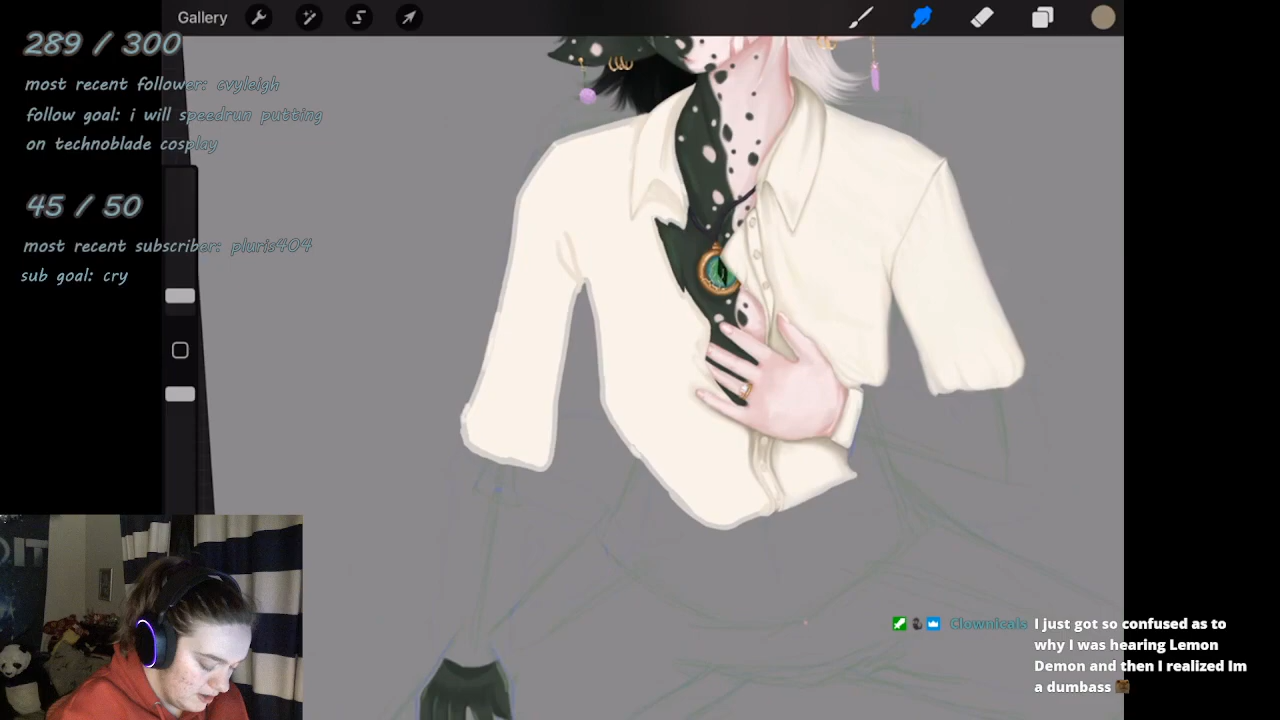 Gallery
289 / 300
most recent follower: cvyleigh
follow goal: i will speedrun putting
on technoblade cosplay
45 / 50
most recent subscriber: pluris404
sub goal: cry
Clownicals I just got so confused as to
why I was hearing Lemon
Demon and then I realized Im
a dumbass